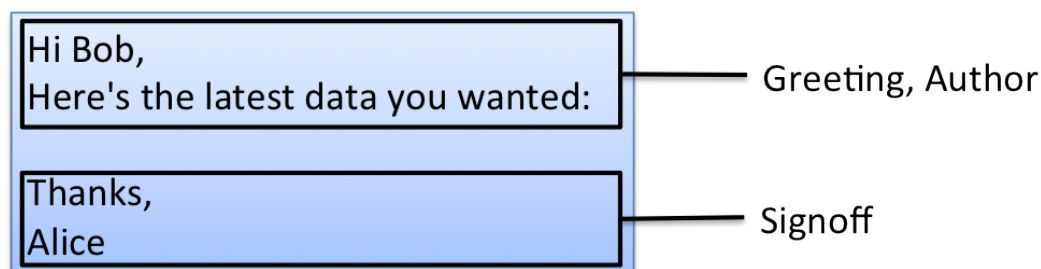 Hi Bob,
Here's the latest data you wanted:
Greeting, Author
Thanks,
Alice
Signoff